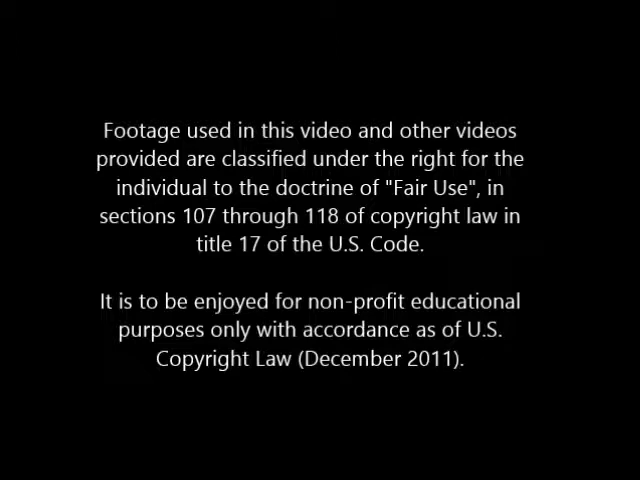 Footage used in this video and other videos
provided are classified under the right for the
individual to the doctrine of "Fair Use", in
sections 107 through 118 of copyright law in
title 17 of the U.S. Code.
It is to be enjoyed for non-profit educational
purposes only with accordance as of U.S.
Copyright Law (December 2011).